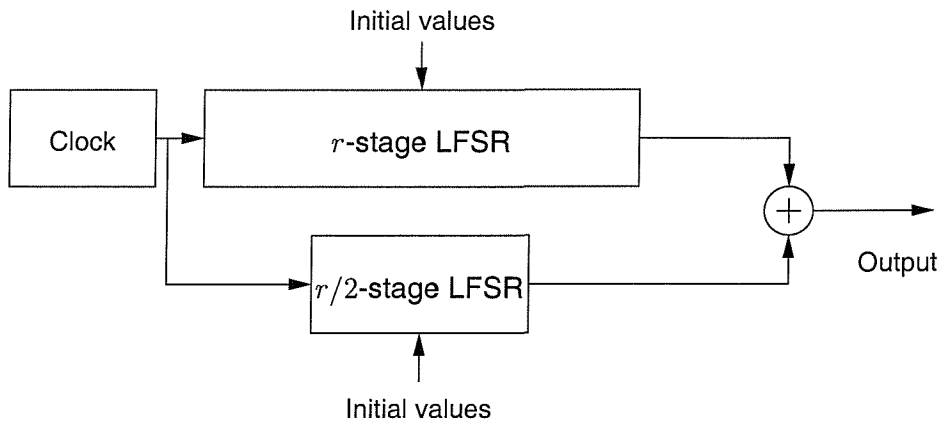 Initial values
Clock
r-stage LFSR
+
r/2-stage LFSR
Output
Initial values